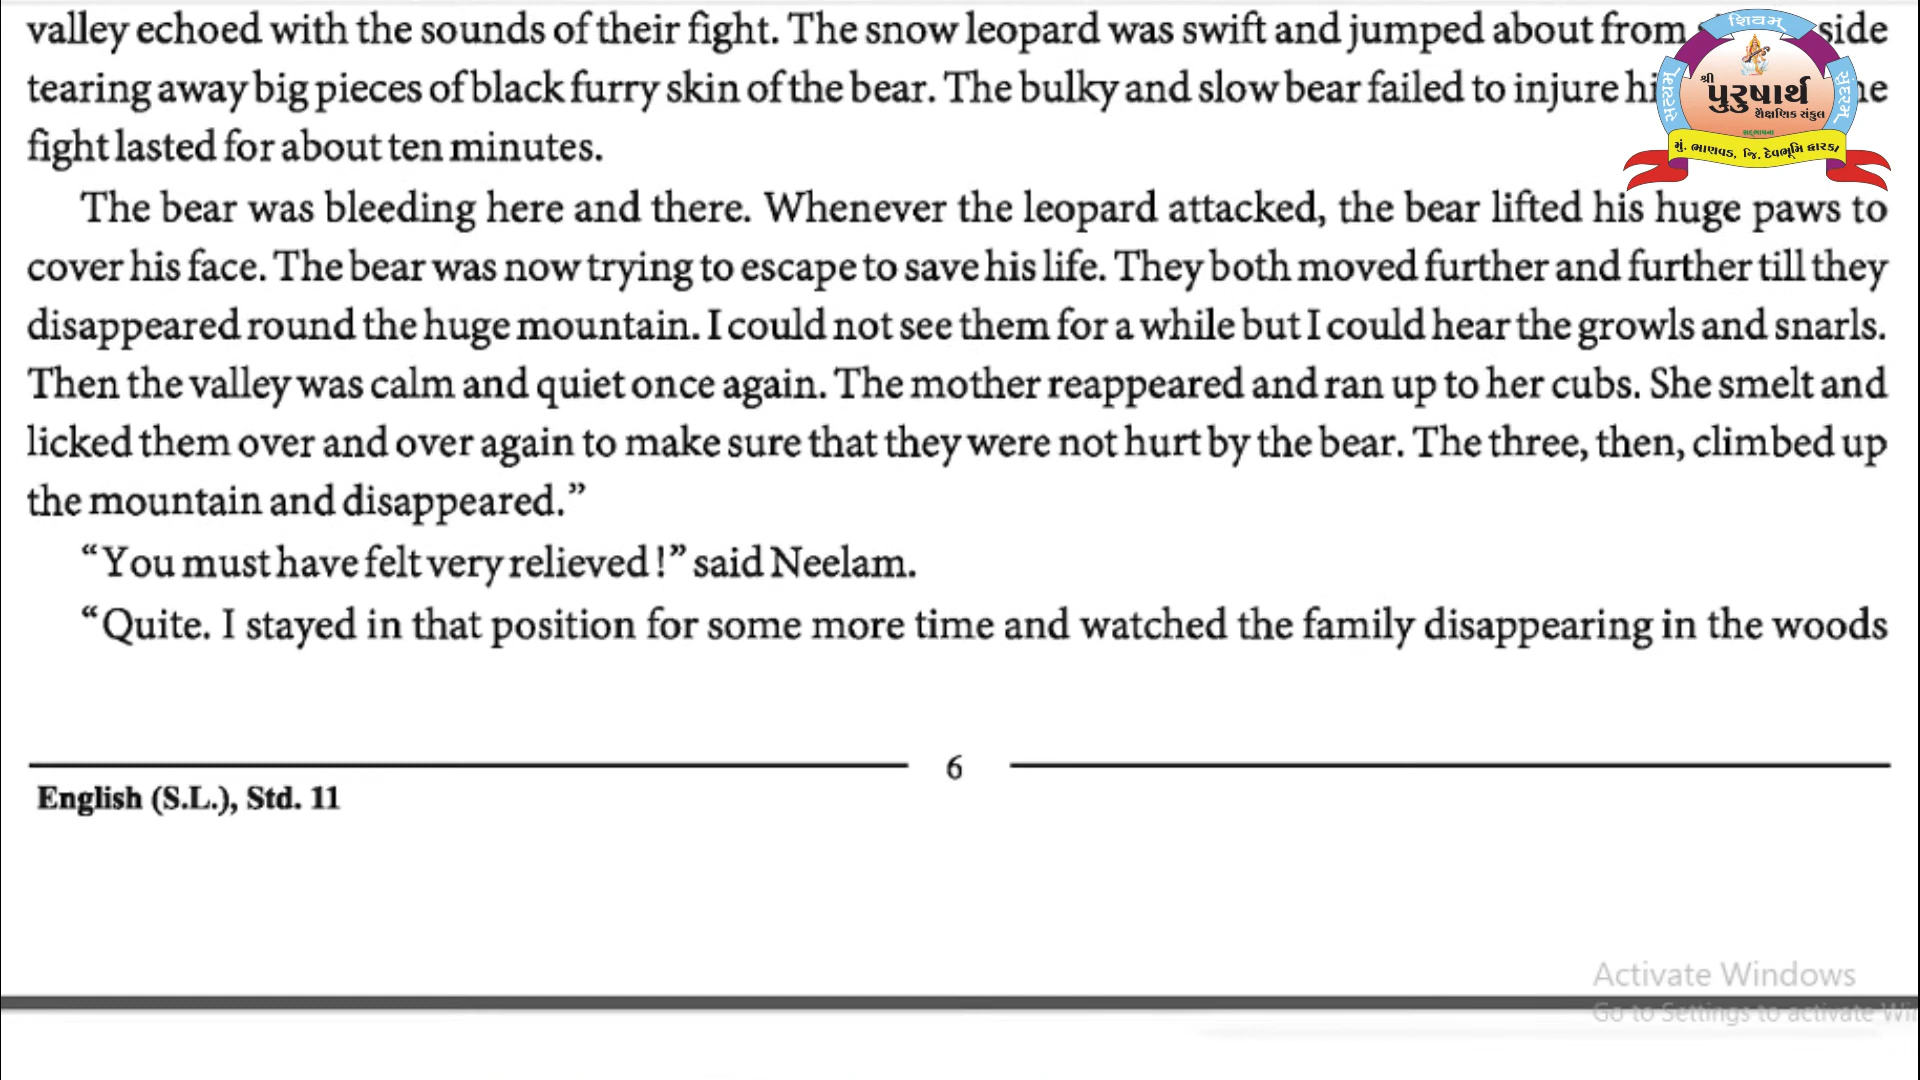 valley echoed with the sounds of their fight. The snow leopard was swift and jumped about from side
tearing away big pieces of black furry skin of the bear. The bulky and slow bear failed to injure
fight lasted for about ten minutes.
The bear was bleeding here and there. Whenever the leopard attacked, the bear lifted his huge paws to
cover his face. The bear was now trying to escape to save his life. They both moved further and further till they
disappeared round the huge mountain. I could not see them for a while but I could hear the growls and snarls.
Then the valley was calm and quiet once again. The mother reappeared and ran up to her cubs. She smelt and
licked them over and over again to make sure that they were not hurt by the bear. The three, then, climbed up
the mountain and disappeared.”
“You must have felt very relieved !” said Neelam.
“Quite. I stayed in that position for some more time and watched the family disappearing in the woods
6
English (S.L.), Std. 11
શિવમ્
સત્યમ્
સુંદરમ્
શ્રી
પુરુષાર્થ
શૈક્ષણિક સંકુલ
સદ્ભાવના
મું. ભાણવડ, જિ. દેવભૂમિ દ્વારકા
Activate Windows
Go to Settings to activate